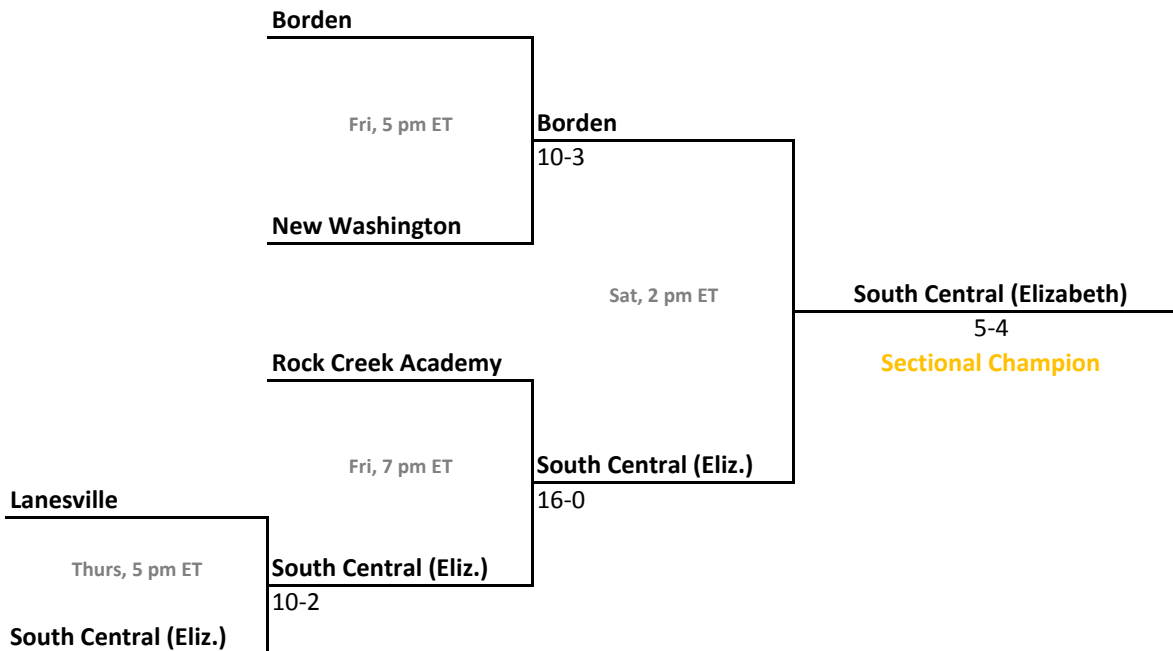 Borden
Fri, 5 pm ET
Borden
10-3
New Washington
Sat, 2 pm ET
South Central (Elizabeth)
5-4
Sectional Champion
Rock Creek Academy
Fri, 7 pm ET
South Central (Eliz.)
16-0
Lanesville
Thurs, 5 pm ET
South Central (Eliz.)
10-2
South Central (Eliz.)